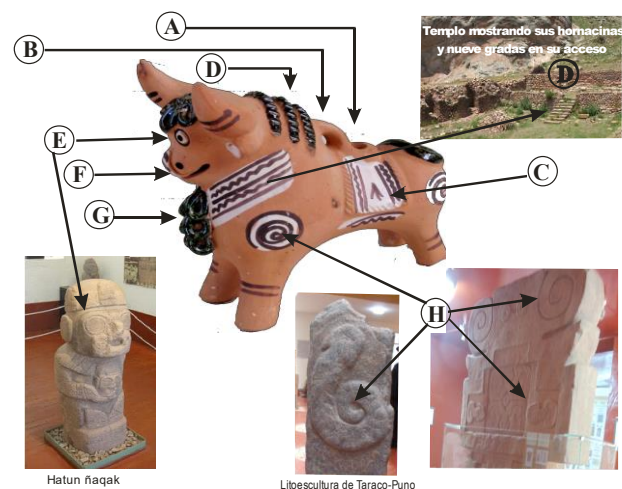 A
B
D
Templo mostrando sus hornacinas
y nueve gradas en su acceso
D
E
F
C
G
H
Hatun ñaqak
Litoescultura de Taraco-Puno